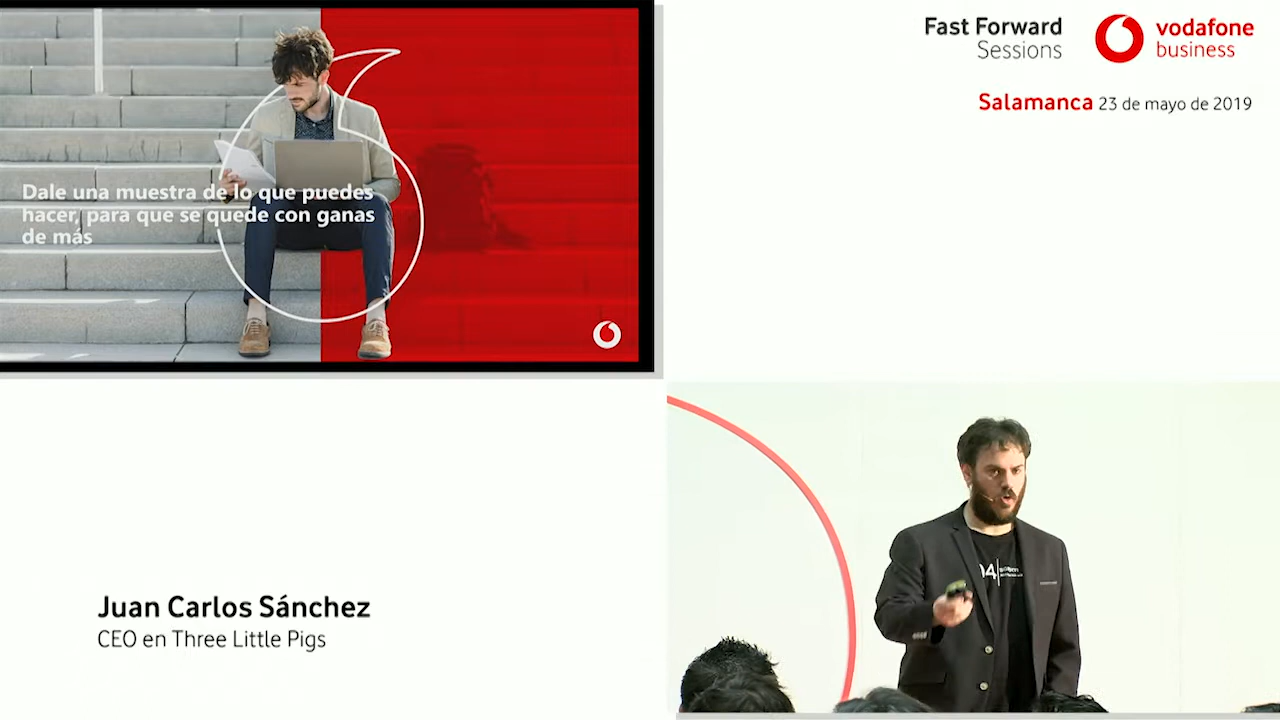 Fast Forward
Sessions
vodafone
business
Salamanca 23 de mayo de 2019
Dale una muestra de lo que puedes
hacer, para que se quede con ganas
de más
Juan Carlos Sánchez
CEO en Three Little Pigs